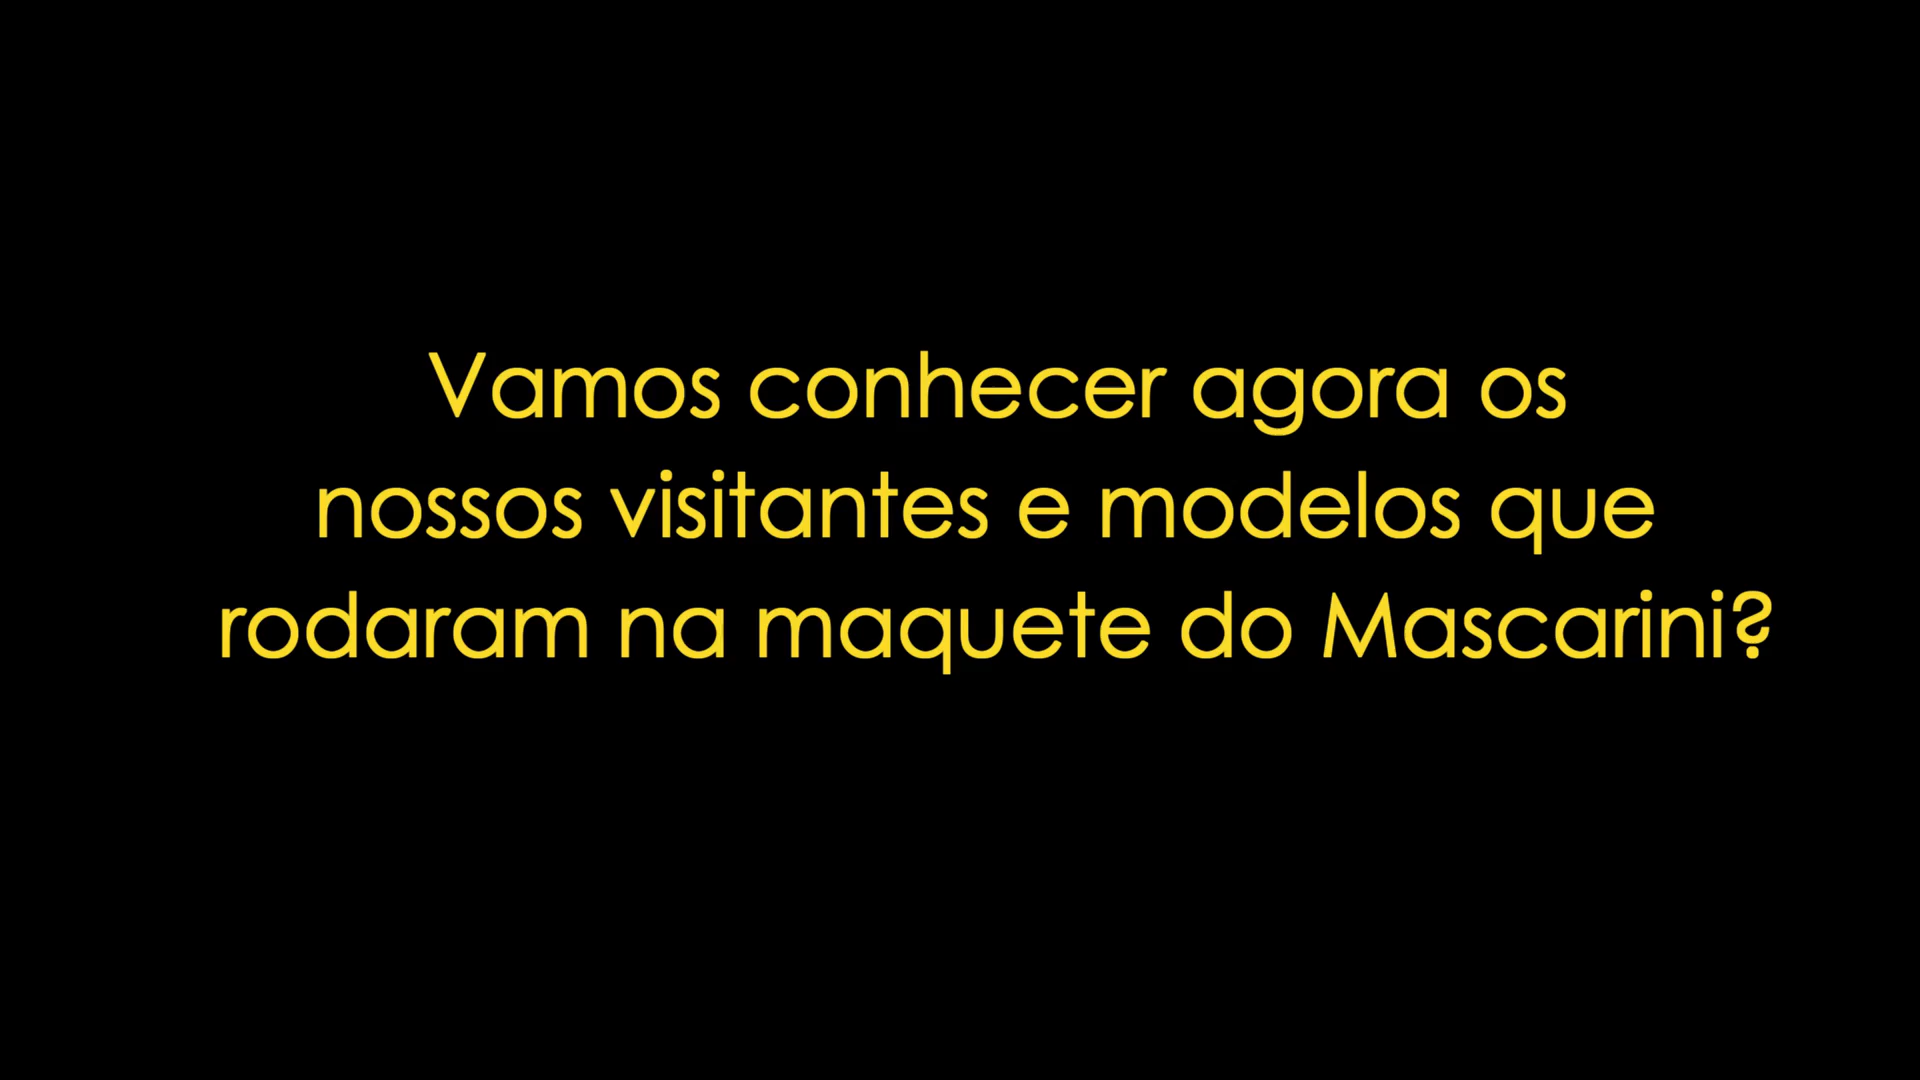 Vamos conhecer agora os
nossos visitantes e modelos que
rodaram na maquete do Mascarini?